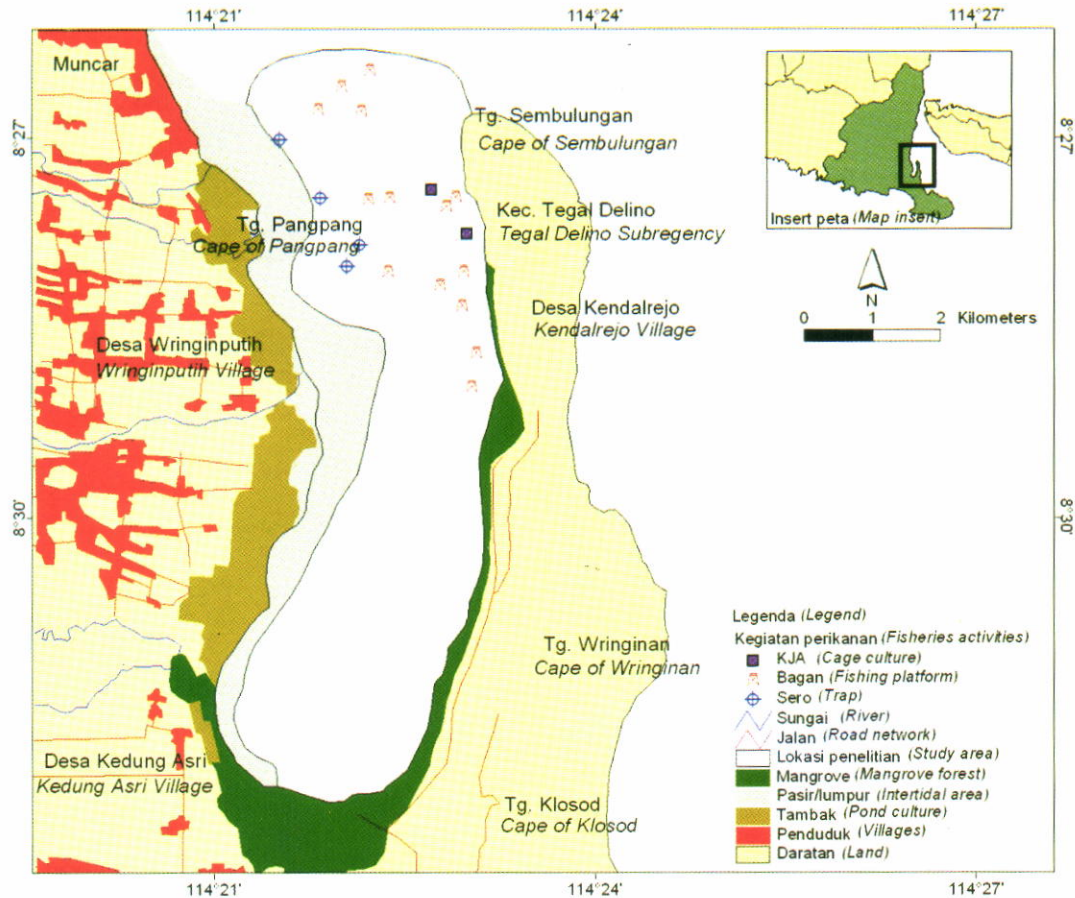 114°21'
114°24'
114°27'
Muncar
8°27'
8°27'
Tg. Sembulungan
Cape of Sembulungan
Insert peta (Map insert)
Tg. Pangpang
Cape of Pangpang
Kec. Tegal Delino
Tegal Delino Subregency
N
0 1 2 Kilometers
Desa Kendalrejo
Kendalrejo Village
Desa Wringinputih
Wringinputih Village
8°30'
8°30'
Tg. Wringinan
Cape of Wringinan
Desa Kedung Asri
Kedung Asri Village
Tg. Klosod
Cape of Klosod
Legenda (Legend)
Kegiatan perikanan (Fisheries activities)
KJA (Cage culture)
Bagan (Fishing platform)
Sero (Trap)
Sungai (River)
Jalan (Road network)
Lokasi penelitian (Study area)
Mangrove (Mangrove forest)
Pasir/lumpur (Intertidal area)
Tambak (Pond culture)
Penduduk (Villages)
Daratan (Land)
114°21'
114°24'
114°27'